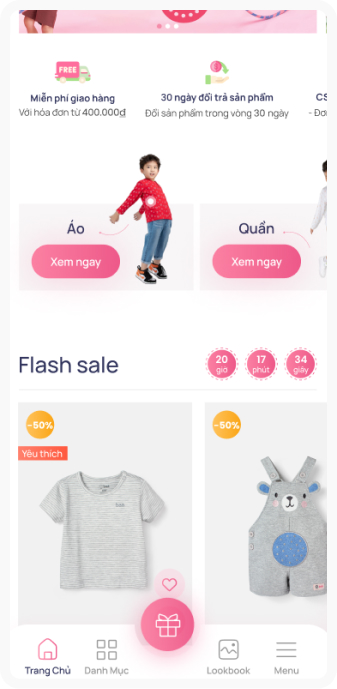 FREE
Miễn phí giao hàng
Với hóa đơn từ 400.000đ
30 ngày đổi trả sản phẩm
Đổi sản phẩm trong vòng 30 ngày
CS
- Đơ
Áo
Xem ngay
Quần
Xem ngay
Flash sale
20
giờ
17
phút
34
giây
-50%
Yêu thích
-50%
Trang Chủ
Danh Mục
Lookbook
Menu